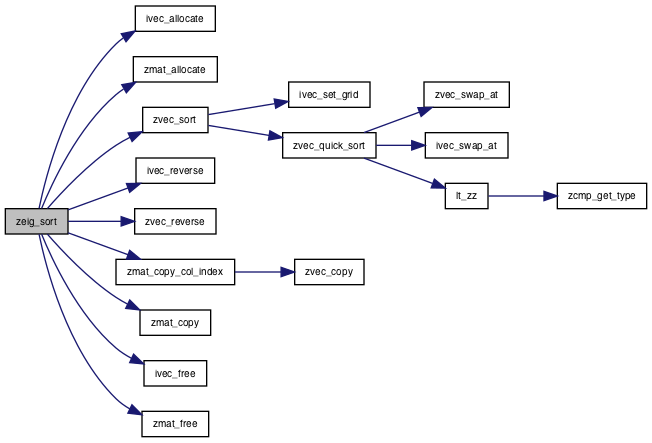 ivec_allocate
zmat_allocate
ivec_set_grid
zvec_swap_at
zvec_sort
zvec_quick_sort
ivec_swap_at
ivec_reverse
lt_zz
zcmp_get_type
zeig_sort
zvec_reverse
zmat_copy_col_index
zvec_copy
zmat_copy
ivec_free
zmat_free